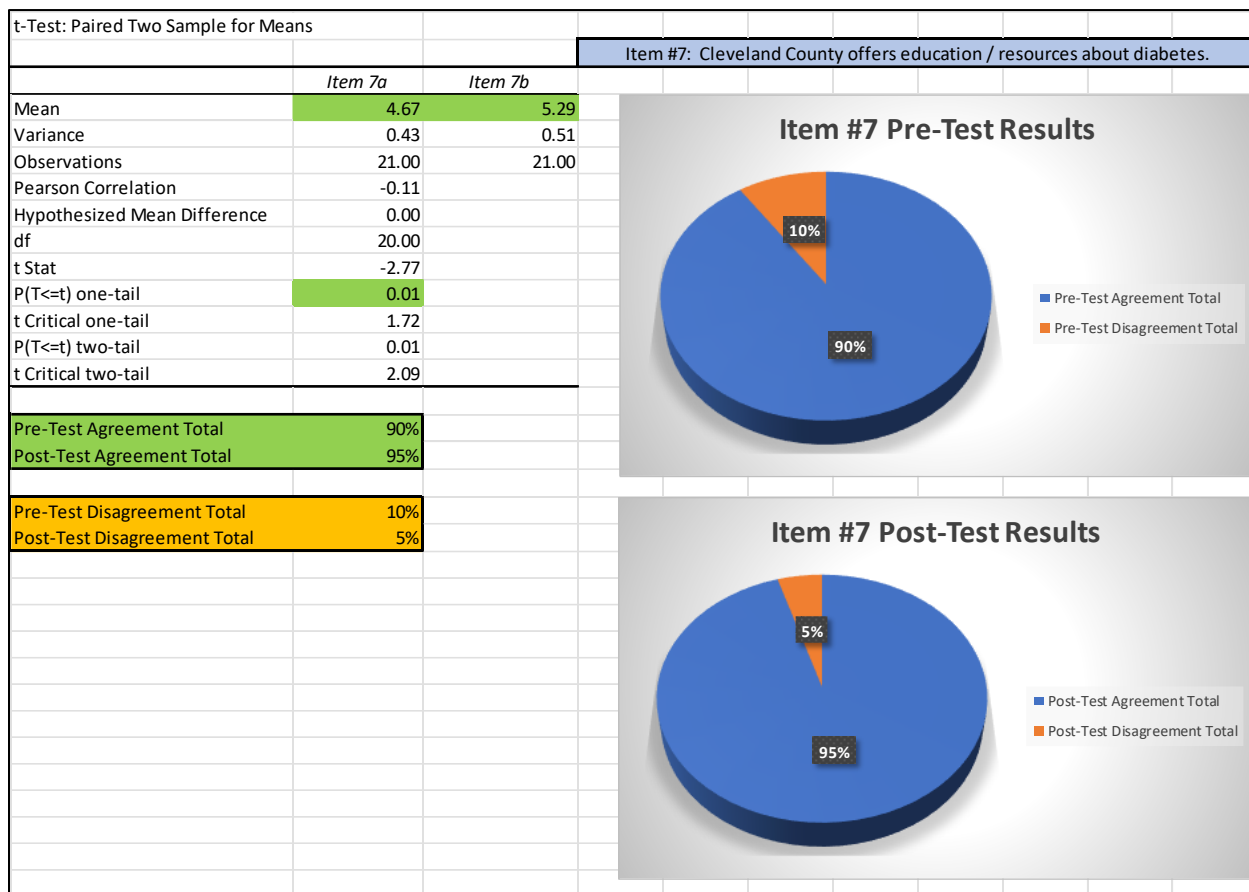 t-Test: Paired Two Sample for Means
Item #7: Cleveland County offers education / resources about diabetes.
Item 7a Item 7b
Mean 4.67 5.29
Variance 0.43 0.51
Observations 21.00 21.00
Pearson Correlation -0.11
Hypothesized Mean Difference 0.00
df 20.00
t Stat -2.77
P(T<=t) one-tail 0.01
t Critical one-tail 1.72
P(T<=t) two-tail 0.01
t Critical two-tail 2.09
Pre-Test Agreement Total 90%
Post-Test Agreement Total 95%
Pre-Test Disagreement Total 10%
Post-Test Disagreement Total 5%
Item #7 Pre-Test Results
10%
90%
Pre-Test Agreement Total
Pre-Test Disagreement Total
Item #7 Post-Test Results
5%
95%
Post-Test Agreement Total
Post-Test Disagreement Total